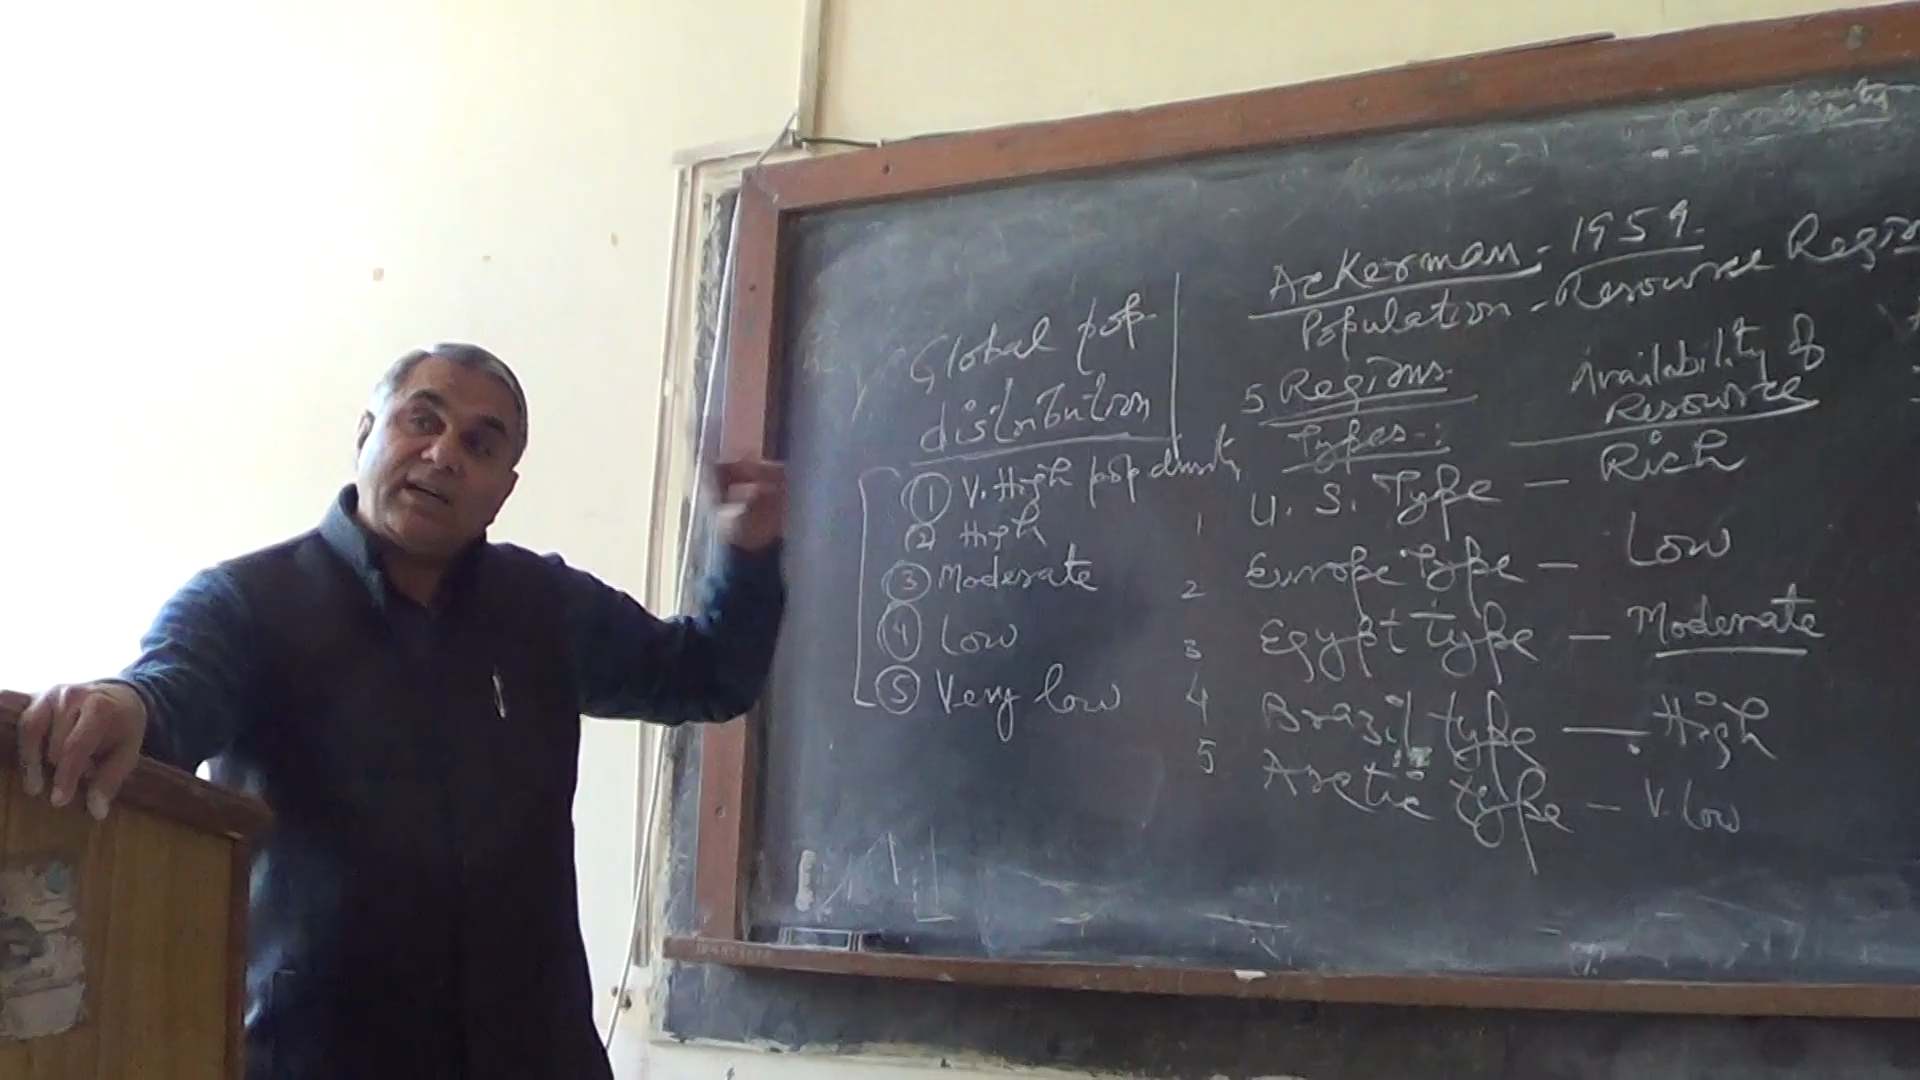 Global pop.
distribution
① V. High pop density
② High
③ Moderate
④ Low
⑤ Very low
Ackerman - 1959.
Population - Resource Region
5 Regions.
Types -:
Availability of
Resource
1 U. S. Type — Rich
2 Europe Type — Low
3 Egypt Type — Moderate
4 Brazil type — High
5 Arctic type — V. low